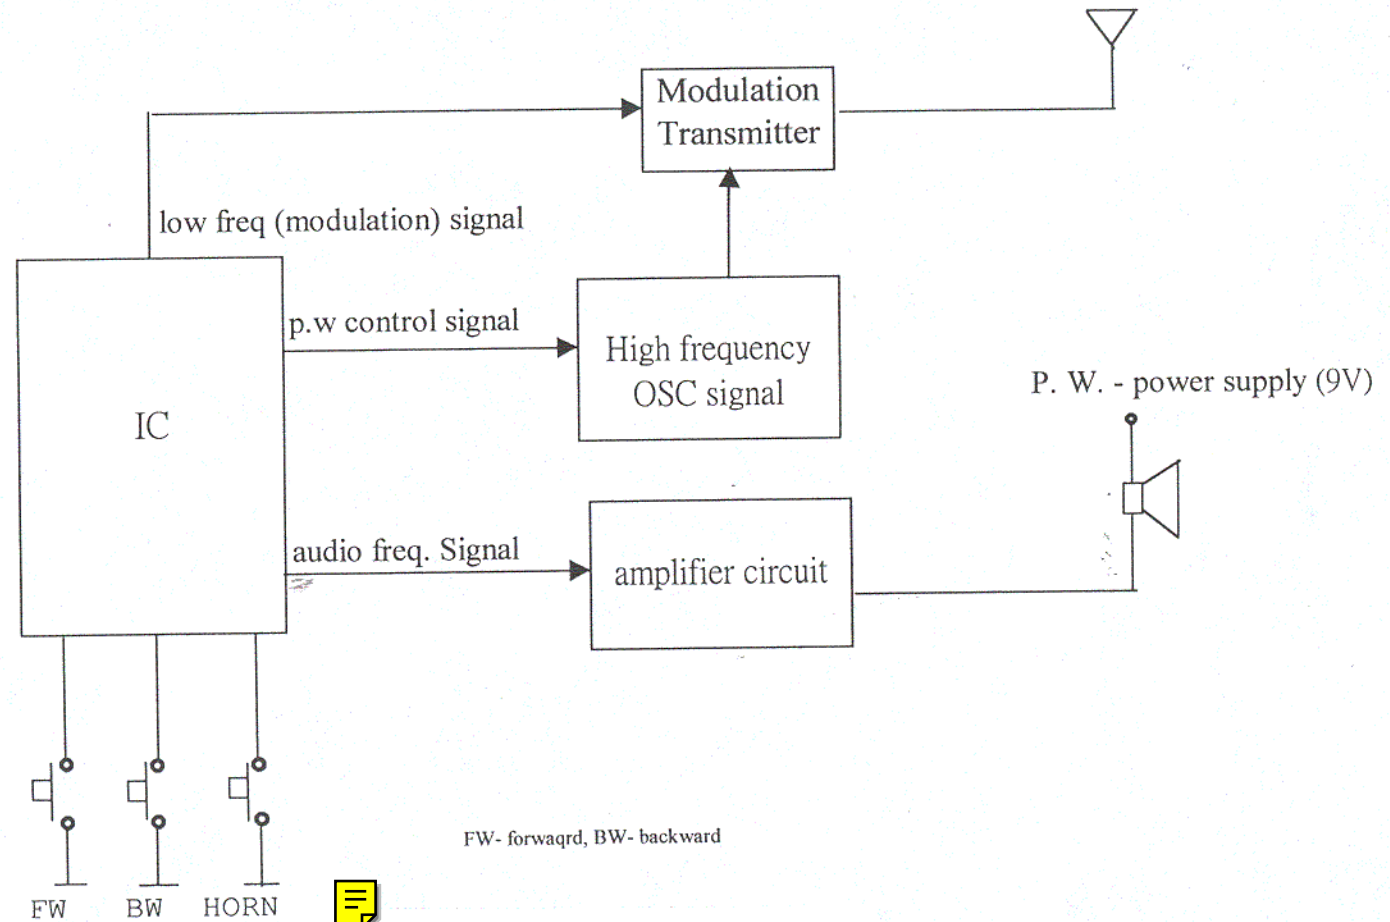 Modulation
Transmitter
low freq (modulation) signal
p.w control signal
High frequency
OSC signal
P. W. - power supply (9V)
IC
audio freq. Signal
amplifier circuit
FW- forwaqrd, BW- backward
FW
BW
HORN